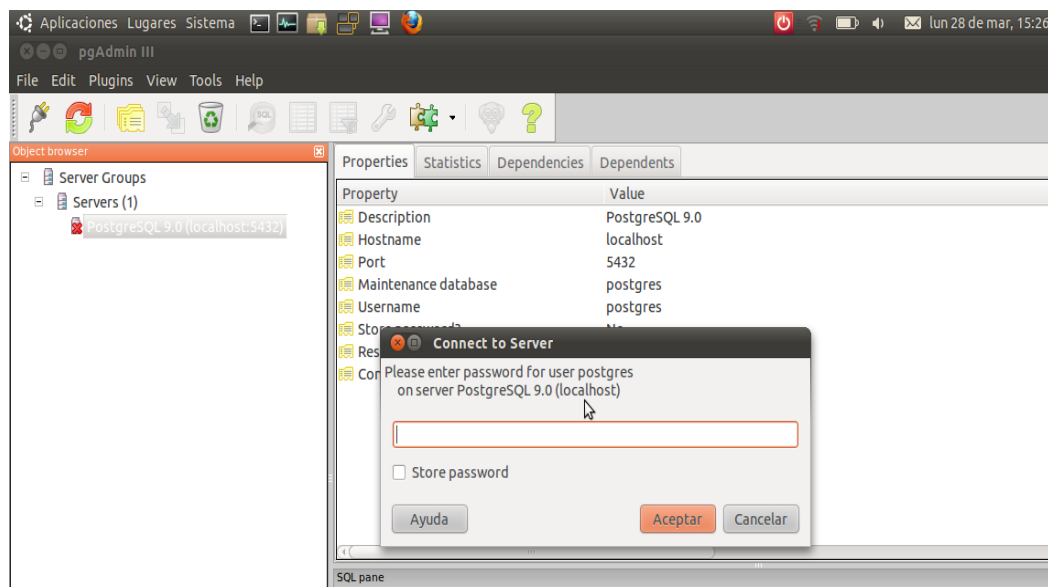 Aplicaciones Lugares Sistema lun 28 de mar, 15:26
pgAdmin III
File Edit Plugins View Tools Help
SQL
Object browser
Server Groups
Servers (1)
PostgreSQL 9.0 (localhost:5432)
Properties Statistics Dependencies Dependents
Property Value
Description PostgreSQL 9.0
Hostname localhost
Port 5432
Maintenance database postgres
Username postgres
Connect to Server
Please enter password for user postgres
on server PostgreSQL 9.0 (localhost)
Store password
Ayuda Aceptar Cancelar
SQL pane